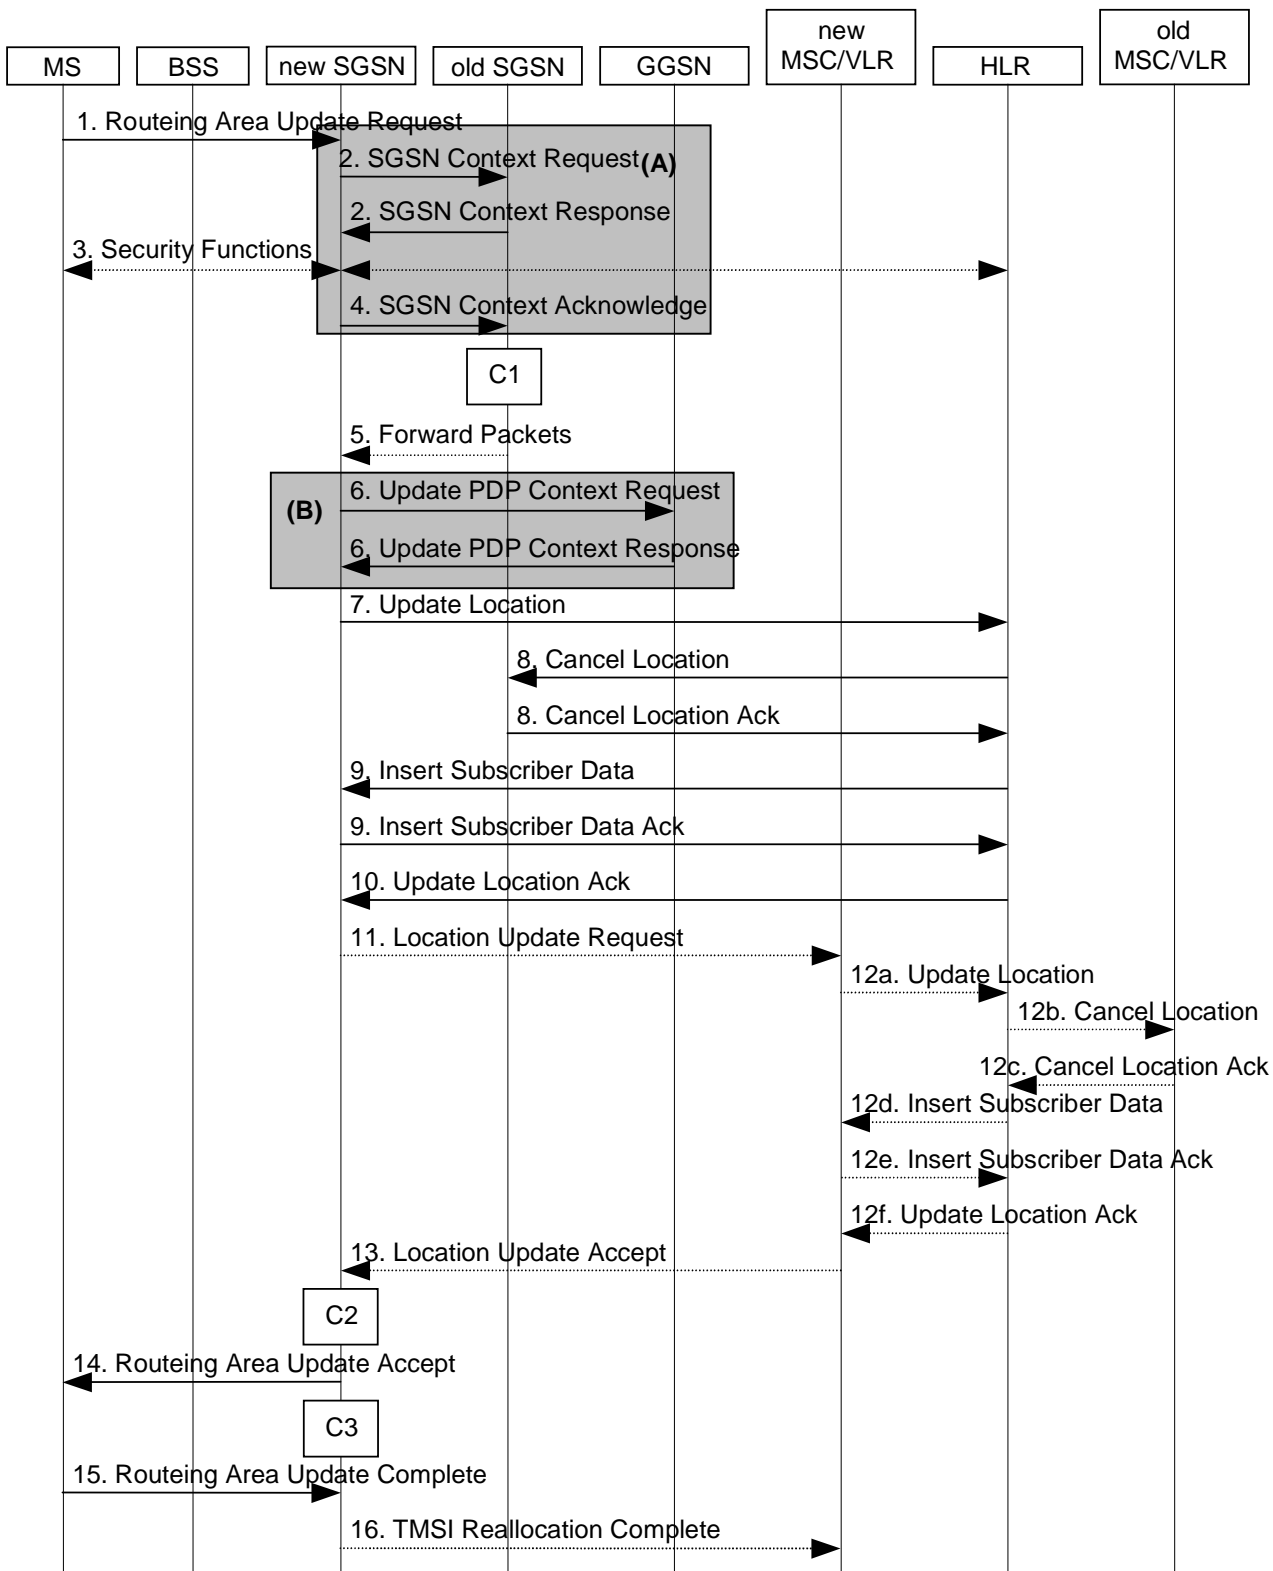 new
old
MS
BSS
new SGSN
old SGSN
GGSN
MSC/VLR
HLR
MSC/VLR
1. Routeing Area Update Request
2. SGSN Context Request
(A)
2. SGSN Context Response
3. Security Functions
4. SGSN Context Acknowledge
C1
5. Forward Packets
(B)
6. Update PDP Context Request
6. Update PDP Context Response
7. Update Location
8. Cancel Location
8. Cancel Location Ack
9. Insert Subscriber Data
9. Insert Subscriber Data Ack
10. Update Location Ack
11. Location Update Request
12a. Update Location
12b. Cancel Location
12c. Cancel Location Ack
12d. Insert Subscriber Data
12e. Insert Subscriber Data Ack
12f. Update Location Ack
13. Location Update Accept
C2
14. Routeing Area Update Accept
C3
15. Routeing Area Update Complete
16. TMSI Reallocation Complete